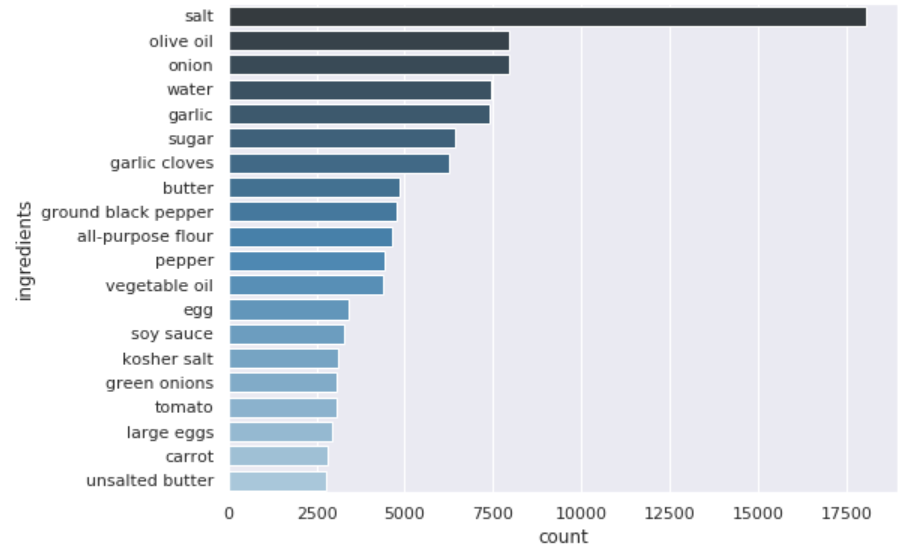 salt
olive oil
onion
water
garlic
sugar
garlic cloves
butter
ground black pepper
all-purpose flour
pepper
vegetable oil
egg
soy sauce
kosher salt
green onions
tomato
large eggs
carrot
unsalted butter
ingredients
0 2500 5000 7500 10000 12500 15000 17500
count